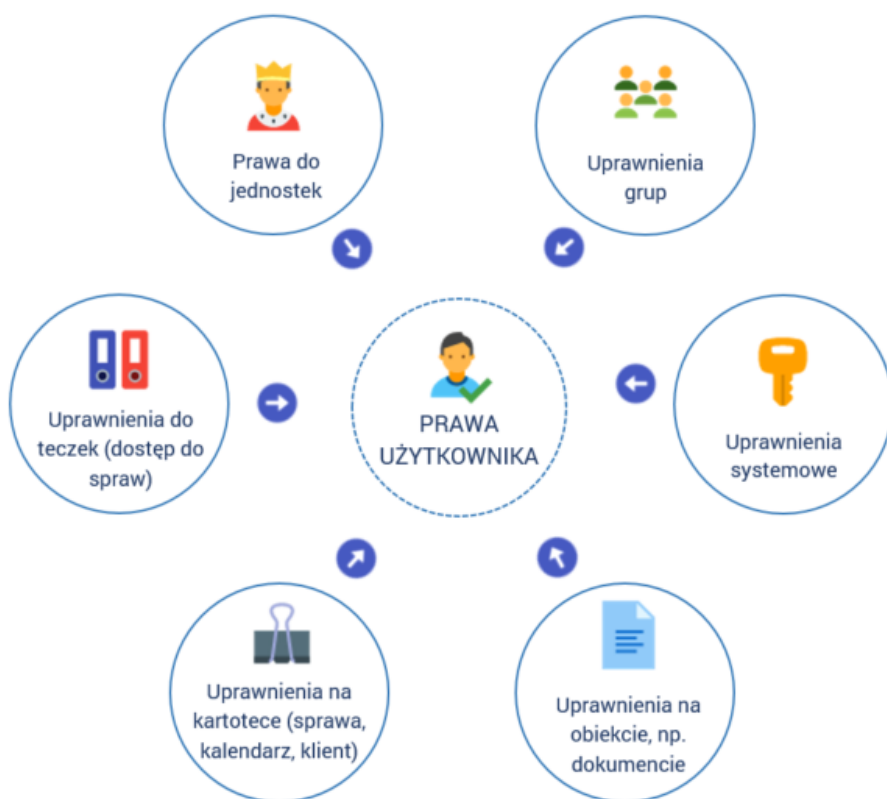 Prawa do
jednostek
Uprawnienia
grup
Uprawnienia do
teczek (dostęp do
spraw)
PRAWA
UŻYTKOWNIKA
Uprawnienia
systemowe
Uprawnienia na
kartotece (sprawa,
kalendarz, klient)
Uprawnienia na
obiekcie, np.
dokumencie